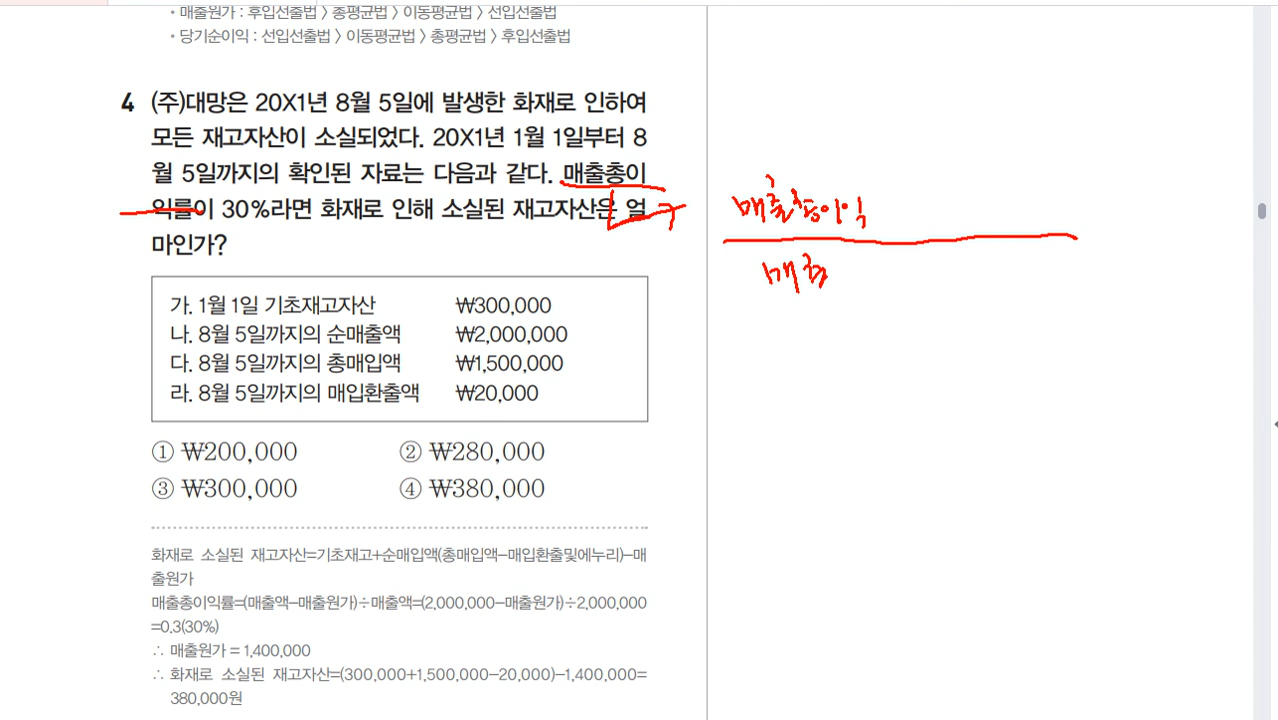 • 매출원가 : 후입선출법 > 총평균법 > 이동평균법 > 선입선출법
• 당기순이익 : 선입선출법 > 이동평균법 > 총평균법 > 후입선출법
4 (주)대망은 20X1년 8월 5일에 발생한 화재로 인하여
모든 재고자산이 소실되었다. 20X1년 1월 1일부터 8
월 5일까지의 확인된 자료는 다음과 같다. 매출총이
익률이 30%라면 화재로 인해 소실된 재고자산은 얼
마인가?
가. 1월 1일 기초재고자산 ₩300,000
나. 8월 5일까지의 순매출액 ₩2,000,000
다. 8월 5일까지의 총매입액 ₩1,500,000
라. 8월 5일까지의 매입환출액 ₩20,000
① ₩200,000 ② ₩280,000
③ ₩300,000 ④ ₩380,000
화재로 소실된 재고자산=기초재고+순매입액(총매입액-매입환출및에누리)-매
출원가
매출총이익률=(매출액-매출원가)÷매출액=(2,000,000-매출원가)÷2,000,000
=0.3(30%)
∴ 매출원가 = 1,400,000
∴ 화재로 소실된 재고자산=(300,000+1,500,000-20,000)-1,400,000=
380,000원
매출총이익
매출